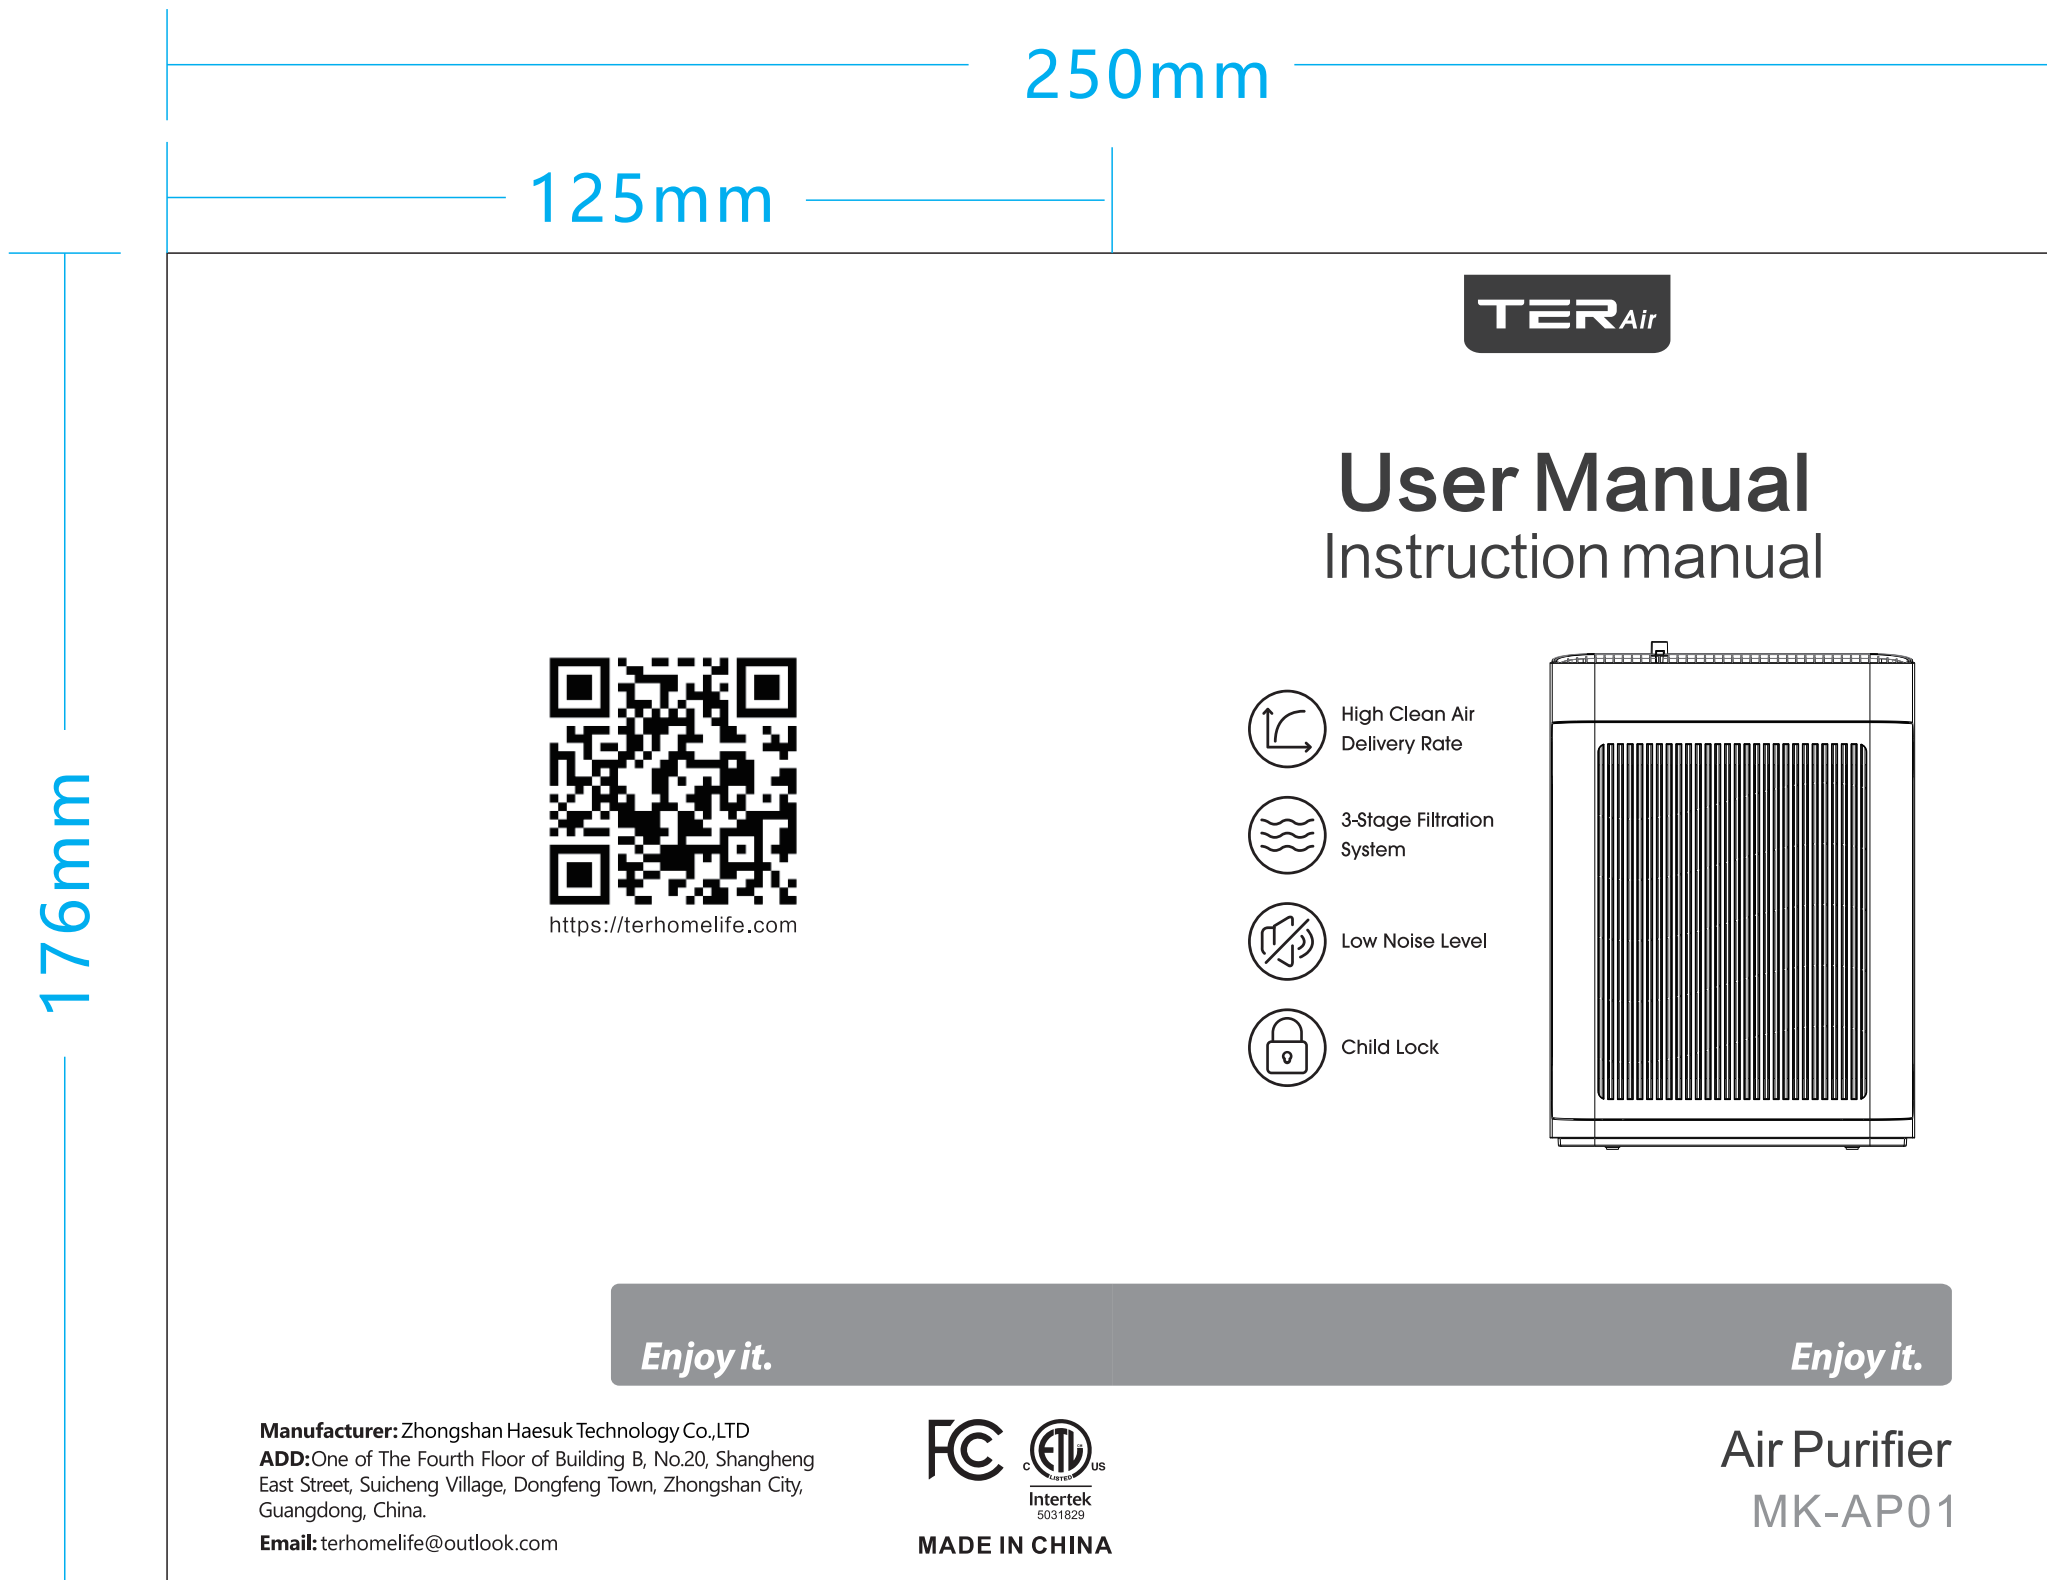 250mm
125mm
176mm
TER Air
User Manual
Instruction manual
High Clean Air
Delivery Rate
3-Stage Filtration
System
Low Noise Level
Child Lock
https://terhomelife.com
Enjoy it.
Enjoy it.
Manufacturer: Zhongshan Haesuk Technology Co.,LTD
ADD:One of The Fourth Floor of Building B, No.20, Shangheng
East Street, Suicheng Village, Dongfeng Town, Zhongshan City,
Guangdong, China.
Email: terhomelife@outlook.com
FC
ETL
CM
C LISTED US
Intertek
5031829
MADE IN CHINA
Air Purifier
MK-AP01